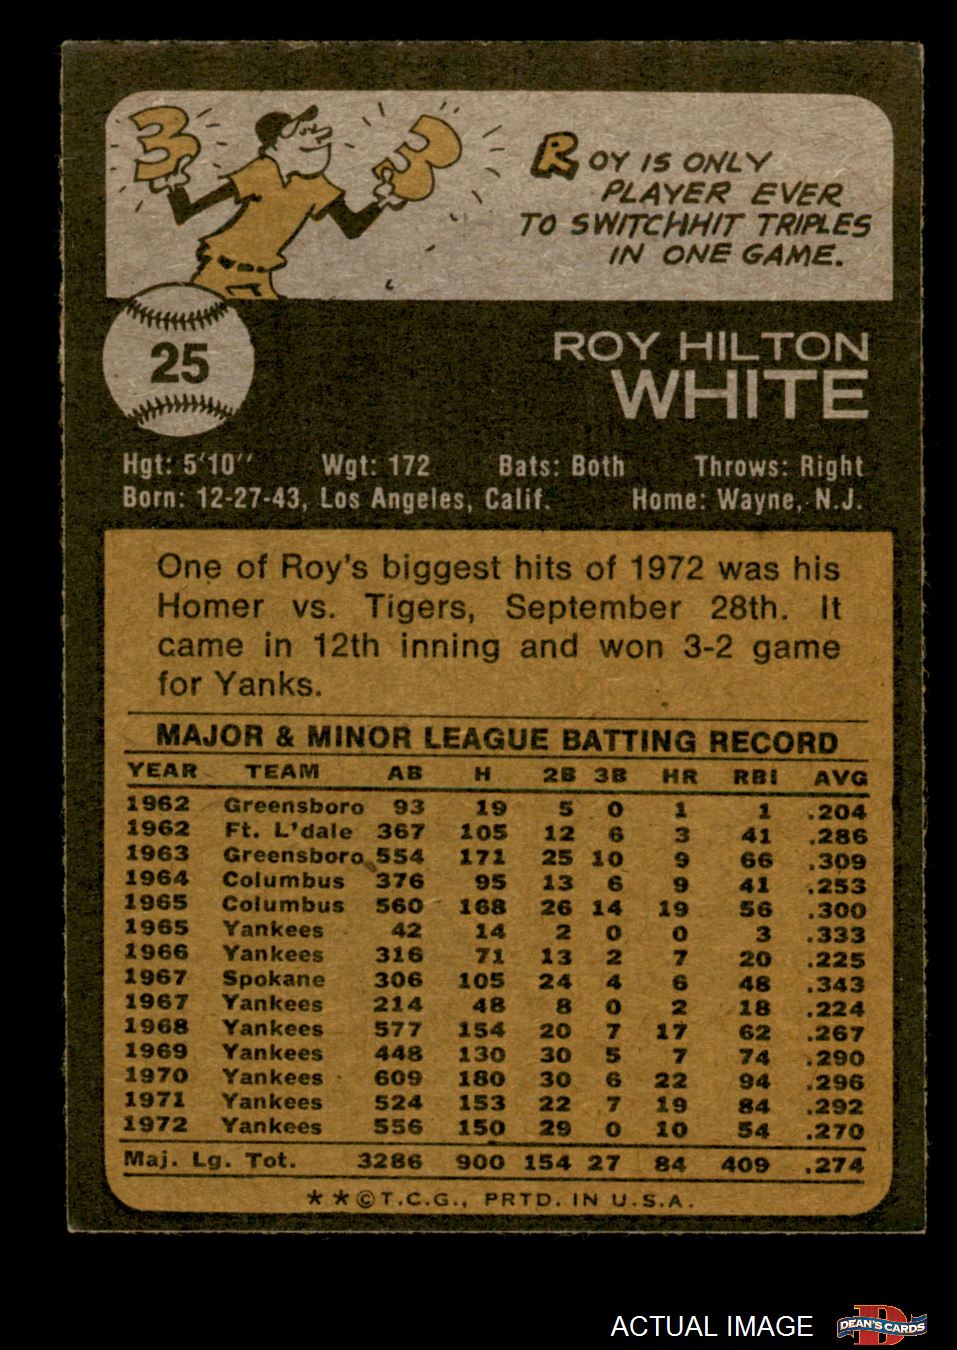 3 3
ROY IS ONLY
PLAYER EVER
TO SWITCHHIT TRIPLES
IN ONE GAME.
25
ROY HILTON
WHITE
Hgt: 5'10" Wgt: 172 Bats: Both Throws: Right
Born: 12-27-43, Los Angeles, Calif. Home: Wayne, N.J.
One of Roy's biggest hits of 1972 was his
Homer vs. Tigers, September 28th. It
came in 12th inning and won 3-2 game
for Yanks.
MAJOR & MINOR LEAGUE BATTING RECORD
YEAR TEAM AB H 2B 3B HR RBI AVG
1962 Greensboro 93 19 5 0 1 1 .204
1962 Ft. L'dale 367 105 12 6 3 41 .286
1963 Greensboro 554 171 25 10 9 66 .309
1964 Columbus 376 95 13 6 9 41 .253
1965 Columbus 560 168 26 14 19 56 .300
1965 Yankees 42 14 2 0 0 3 .333
1966 Yankees 316 71 13 2 7 20 .225
1967 Spokane 306 105 24 4 6 48 .343
1967 Yankees 214 48 8 0 2 18 .224
1968 Yankees 577 154 20 7 17 62 .267
1969 Yankees 448 130 30 5 7 74 .290
1970 Yankees 609 180 30 6 22 94 .296
1971 Yankees 524 153 22 7 19 84 .292
1972 Yankees 556 150 29 0 10 54 .270
Maj. Lg. Tot. 3286 900 154 27 84 409 .274
**©T.C.G., PRTD. IN U.S.A.
ACTUAL IMAGE
D
DEAN'S CARDS